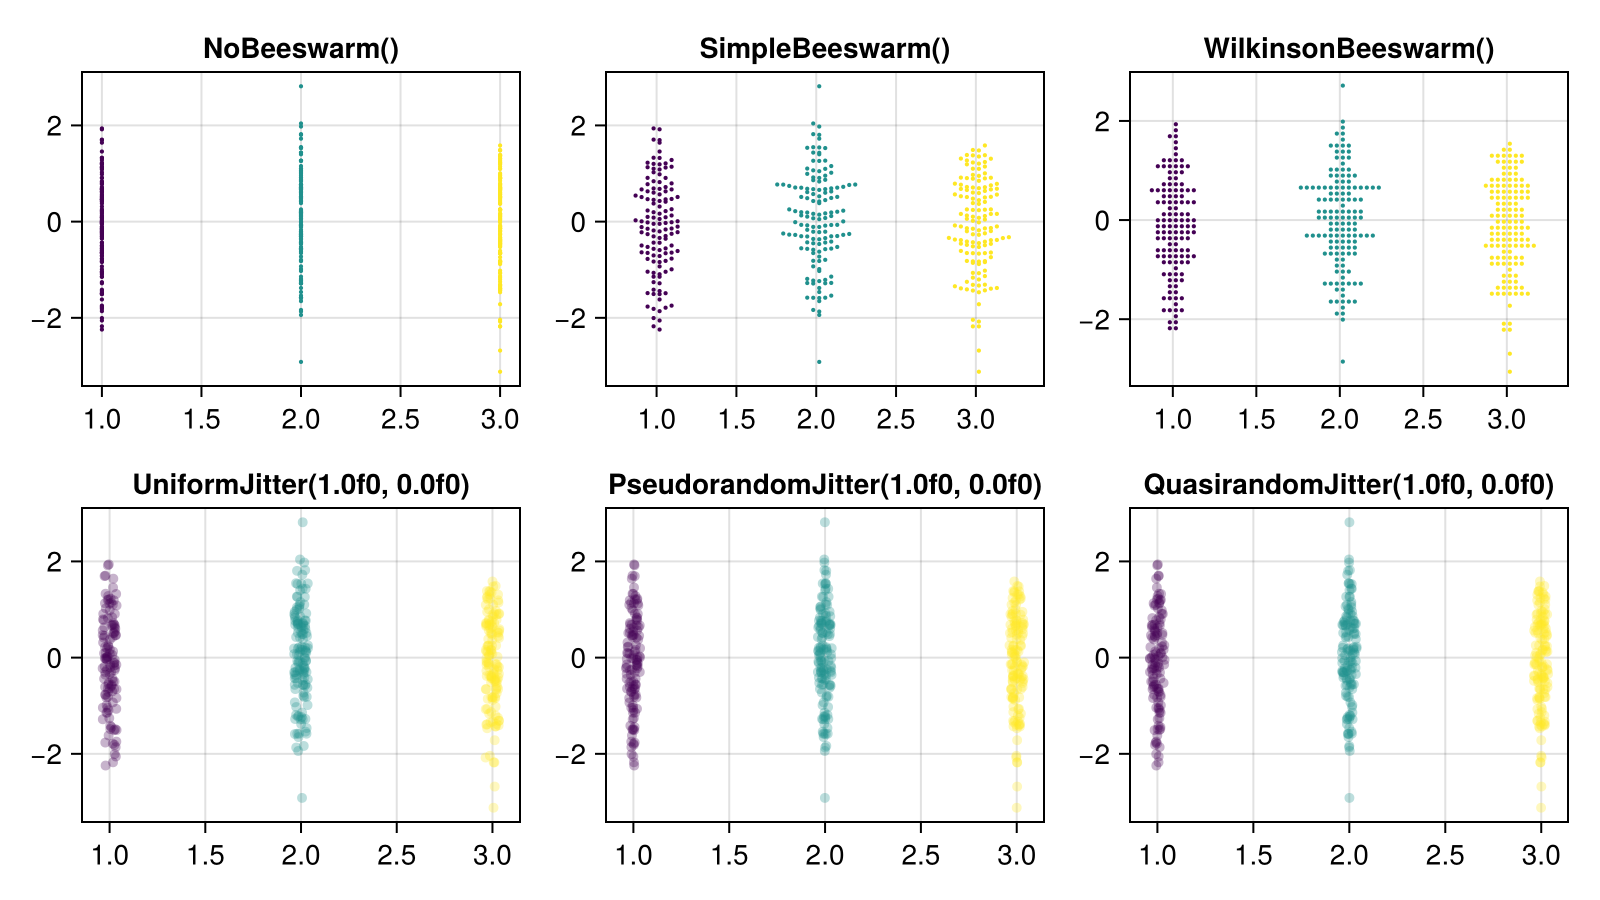 NoBeeswarm() SimpleBeeswarm() WilkinsonBeeswarm()
2 2 2
0 0 0
−2 −2 −2
1.0 1.5 2.0 2.5 3.0 1.0 1.5 2.0 2.5 3.0 1.0 1.5 2.0 2.5 3.0
UniformJitter(1.0f0, 0.0f0) PseudorandomJitter(1.0f0, 0.0f0) QuasirandomJitter(1.0f0, 0.0f0)
2 2 2
0 0 0
−2 −2 −2
1.0 1.5 2.0 2.5 3.0 1.0 1.5 2.0 2.5 3.0 1.0 1.5 2.0 2.5 3.0